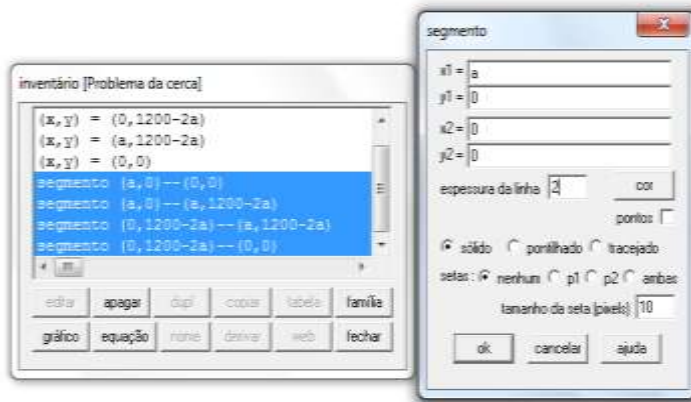 inventário [Problema da cerca]
(x,y) = (0,1200-2a)
(x,y) = (a,1200-2a)
(x,y) = (0,0)
segmento (a,0)--(0,0)
segmento (a,0)--(a,1200-2a)
segmento (0,1200-2a)--(a,1200-2a)
segmento (0,1200-2a)--(0,0)
editar apagar dupl copiar tabela família
gráfico equação nome derivar web fechar
segmento
x1 = a
y1 = 0
x2 = 0
y2 = 0
espessura da linha 2 cor
pontos
sólido pontilhado tracejado
setas : nenhum p1 p2 ambas
tamanho da seta (pixels) 10
ok cancelar ajuda